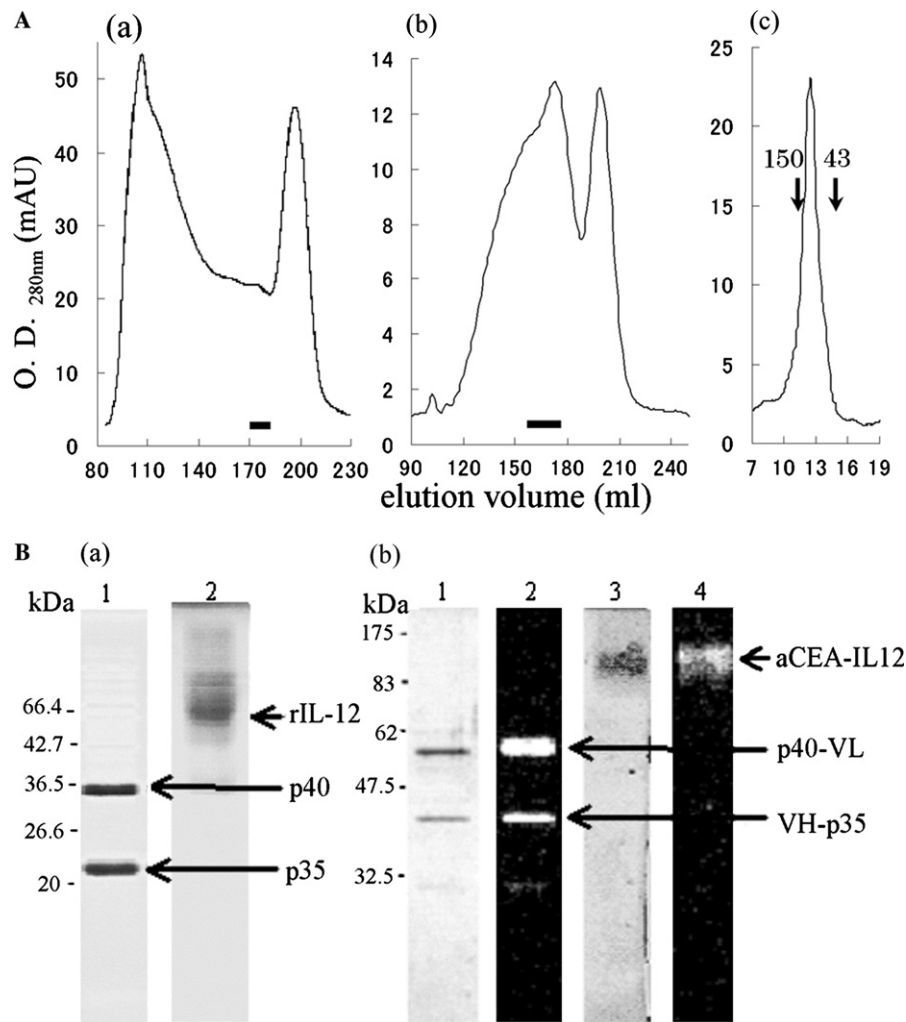 A (a) (b) (c)
O. D. 280nm (mAU)
50
40
30
20
10
0
80 110 140 170 200 230
14
12
10
8
6
4
2
0
90 120 150 180 210 240
25
20
15
10
5
0
150 43
7 10 13 16 19
elution volume (ml)
B (a) (b)
1 2
kDa
66.4 -
42.7 -
36.5 -
26.6 -
20 -
rIL-12
p40
p35
1 2 3 4
kDa
175 -
83 -
62 -
47.5 -
32.5 -
aCEA-IL12
p40-VL
VH-p35